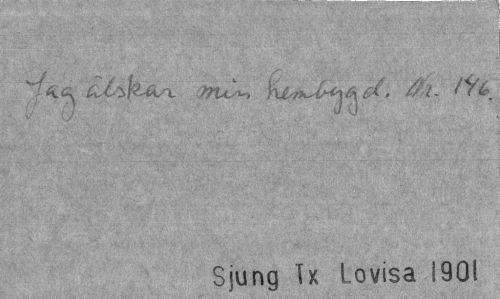 Jag älskar min hembygd. Nr. 146.
Sjung Tx Lovisa 1901